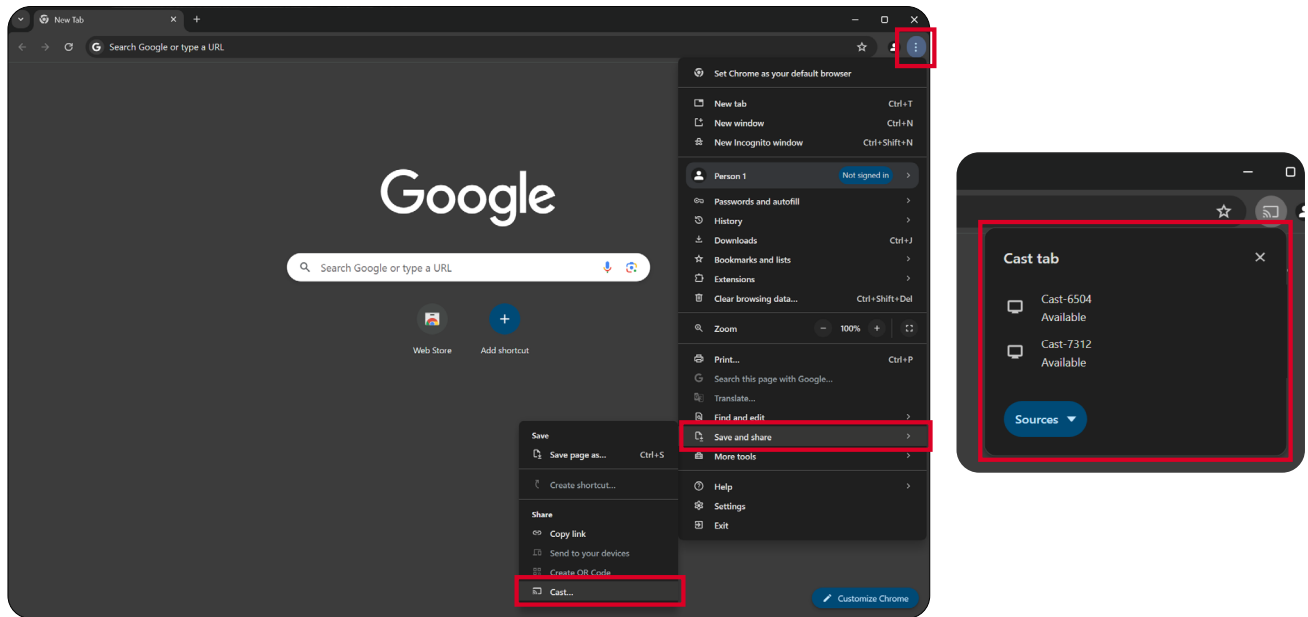 New Tab
G Search Google or type a URL
Set Chrome as your default browser
New tab Ctrl+T
New window Ctrl+N
New Incognito window Ctrl+Shift+N
Person 1 Not signed in
Passwords and autofill
History
Downloads Ctrl+J
Bookmarks and lists
Extensions
Clear browsing data... Ctrl+Shift+Del
Zoom − 100% +
Print... Ctrl+P
G Search this page with Google...
Translate...
Find and edit
Save and share
More tools
Help
Settings
Exit
Google
Search Google or type a URL
Web Store Add shortcut
Save
Save page as... Ctrl+S
Create shortcut...
Share
Copy link
Send to your devices
Create QR Code
Cast...
Customize Chrome
Cast tab
Cast-6504
Available
Cast-7312
Available
Sources